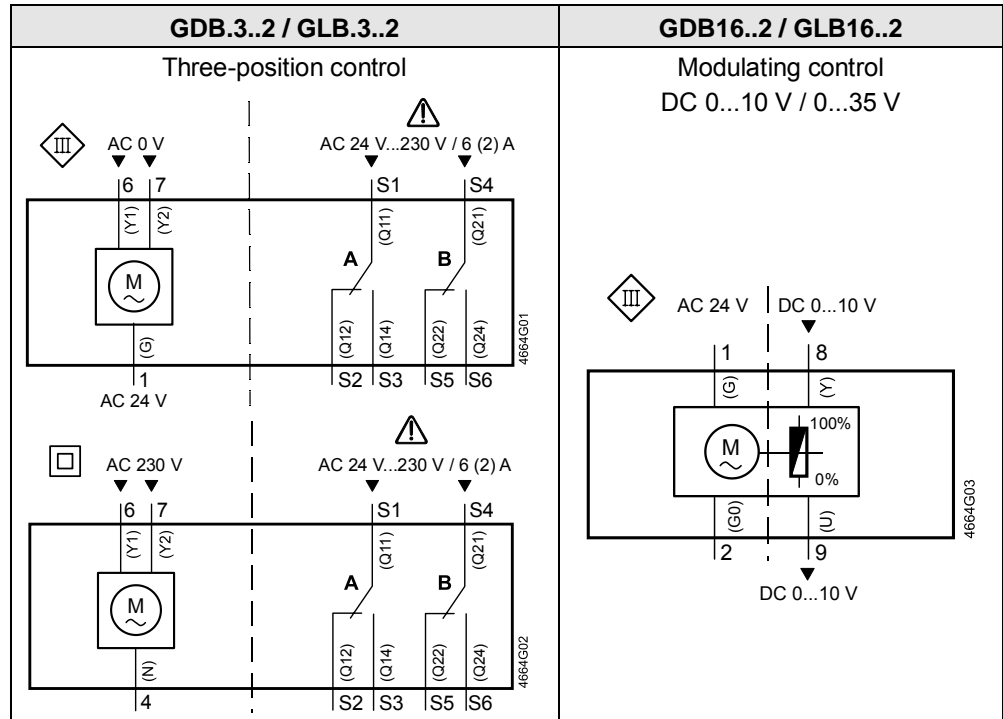 GDB.3..2 / GLB.3..2
Three-position control
III
AC 0 V
AC 24 V...230 V / 6 (2) A
6 7
S1
S4
(Y1)
(Y2)
(Q11)
(Q21)
A
B
M
(G)
(Q12)
(Q14)
(Q22)
(Q24)
4664G01
1
S2 S3
S5 S6
AC 24 V
AC 230 V
AC 24 V...230 V / 6 (2) A
6 7
S1
S4
(Y1)
(Y2)
(Q11)
(Q21)
A
B
M
(N)
(Q12)
(Q14)
(Q22)
(Q24)
4664G02
4
S2 S3
S5 S6
GDB16..2 / GLB16..2
Modulating control
DC 0...10 V / 0...35 V
III
AC 24 V
DC 0...10 V
1
8
(G)
(Y)
M
100%
0%
(G0)
(U)
4664G03
2
9
DC 0...10 V